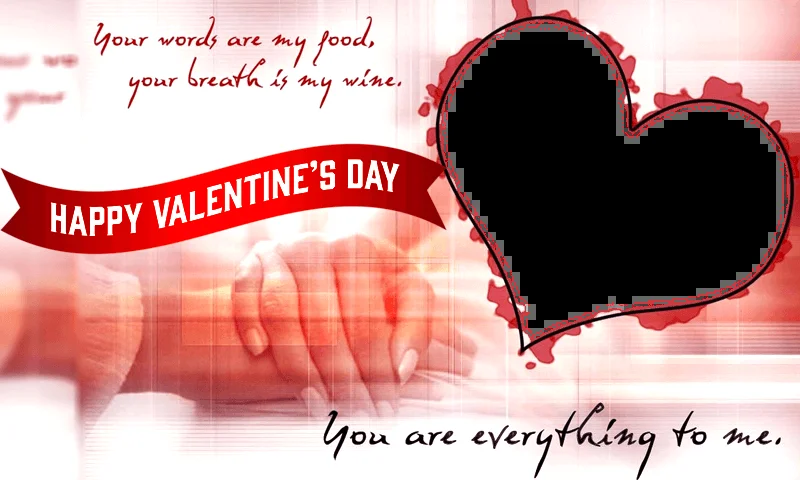 Your words are my food,
your breath is my wine.
HAPPY VALENTINE'S DAY
You are everything to me.